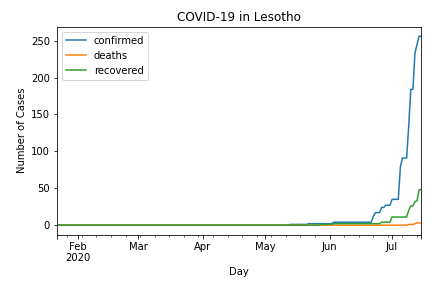 COVID-19 in Lesotho
confirmed
deaths
recovered
Number of Cases
250
200
150
100
50
0
Feb
2020
Mar
Apr
May
Jun
Jul
Day